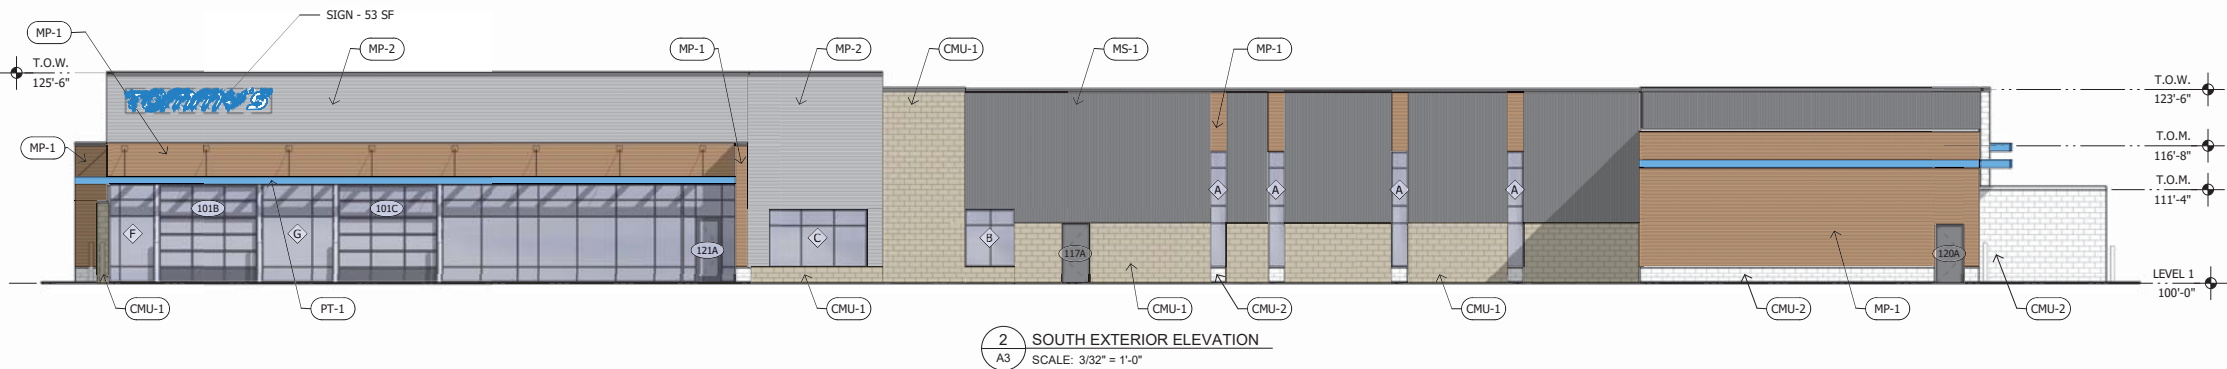 SIGN - 53 SF
MP-1
MP-2
MP-1
MP-2
CMU-1
MS-1
MP-1
T.O.W.
125'-6"
T.O.W.
123'-6"
TOMMY'S
MP-1
T.O.M.
116'-8"
T.O.M.
111'-4"
A
A
A
A
101B
101C
F
G
121A
C
B
117A
120A
LEVEL 1
100'-0"
CMU-1
PT-1
CMU-1
CMU-1
CMU-2
CMU-1
CMU-2
MP-1
CMU-2
2
A3
SOUTH EXTERIOR ELEVATION
SCALE: 3/32" = 1'-0"